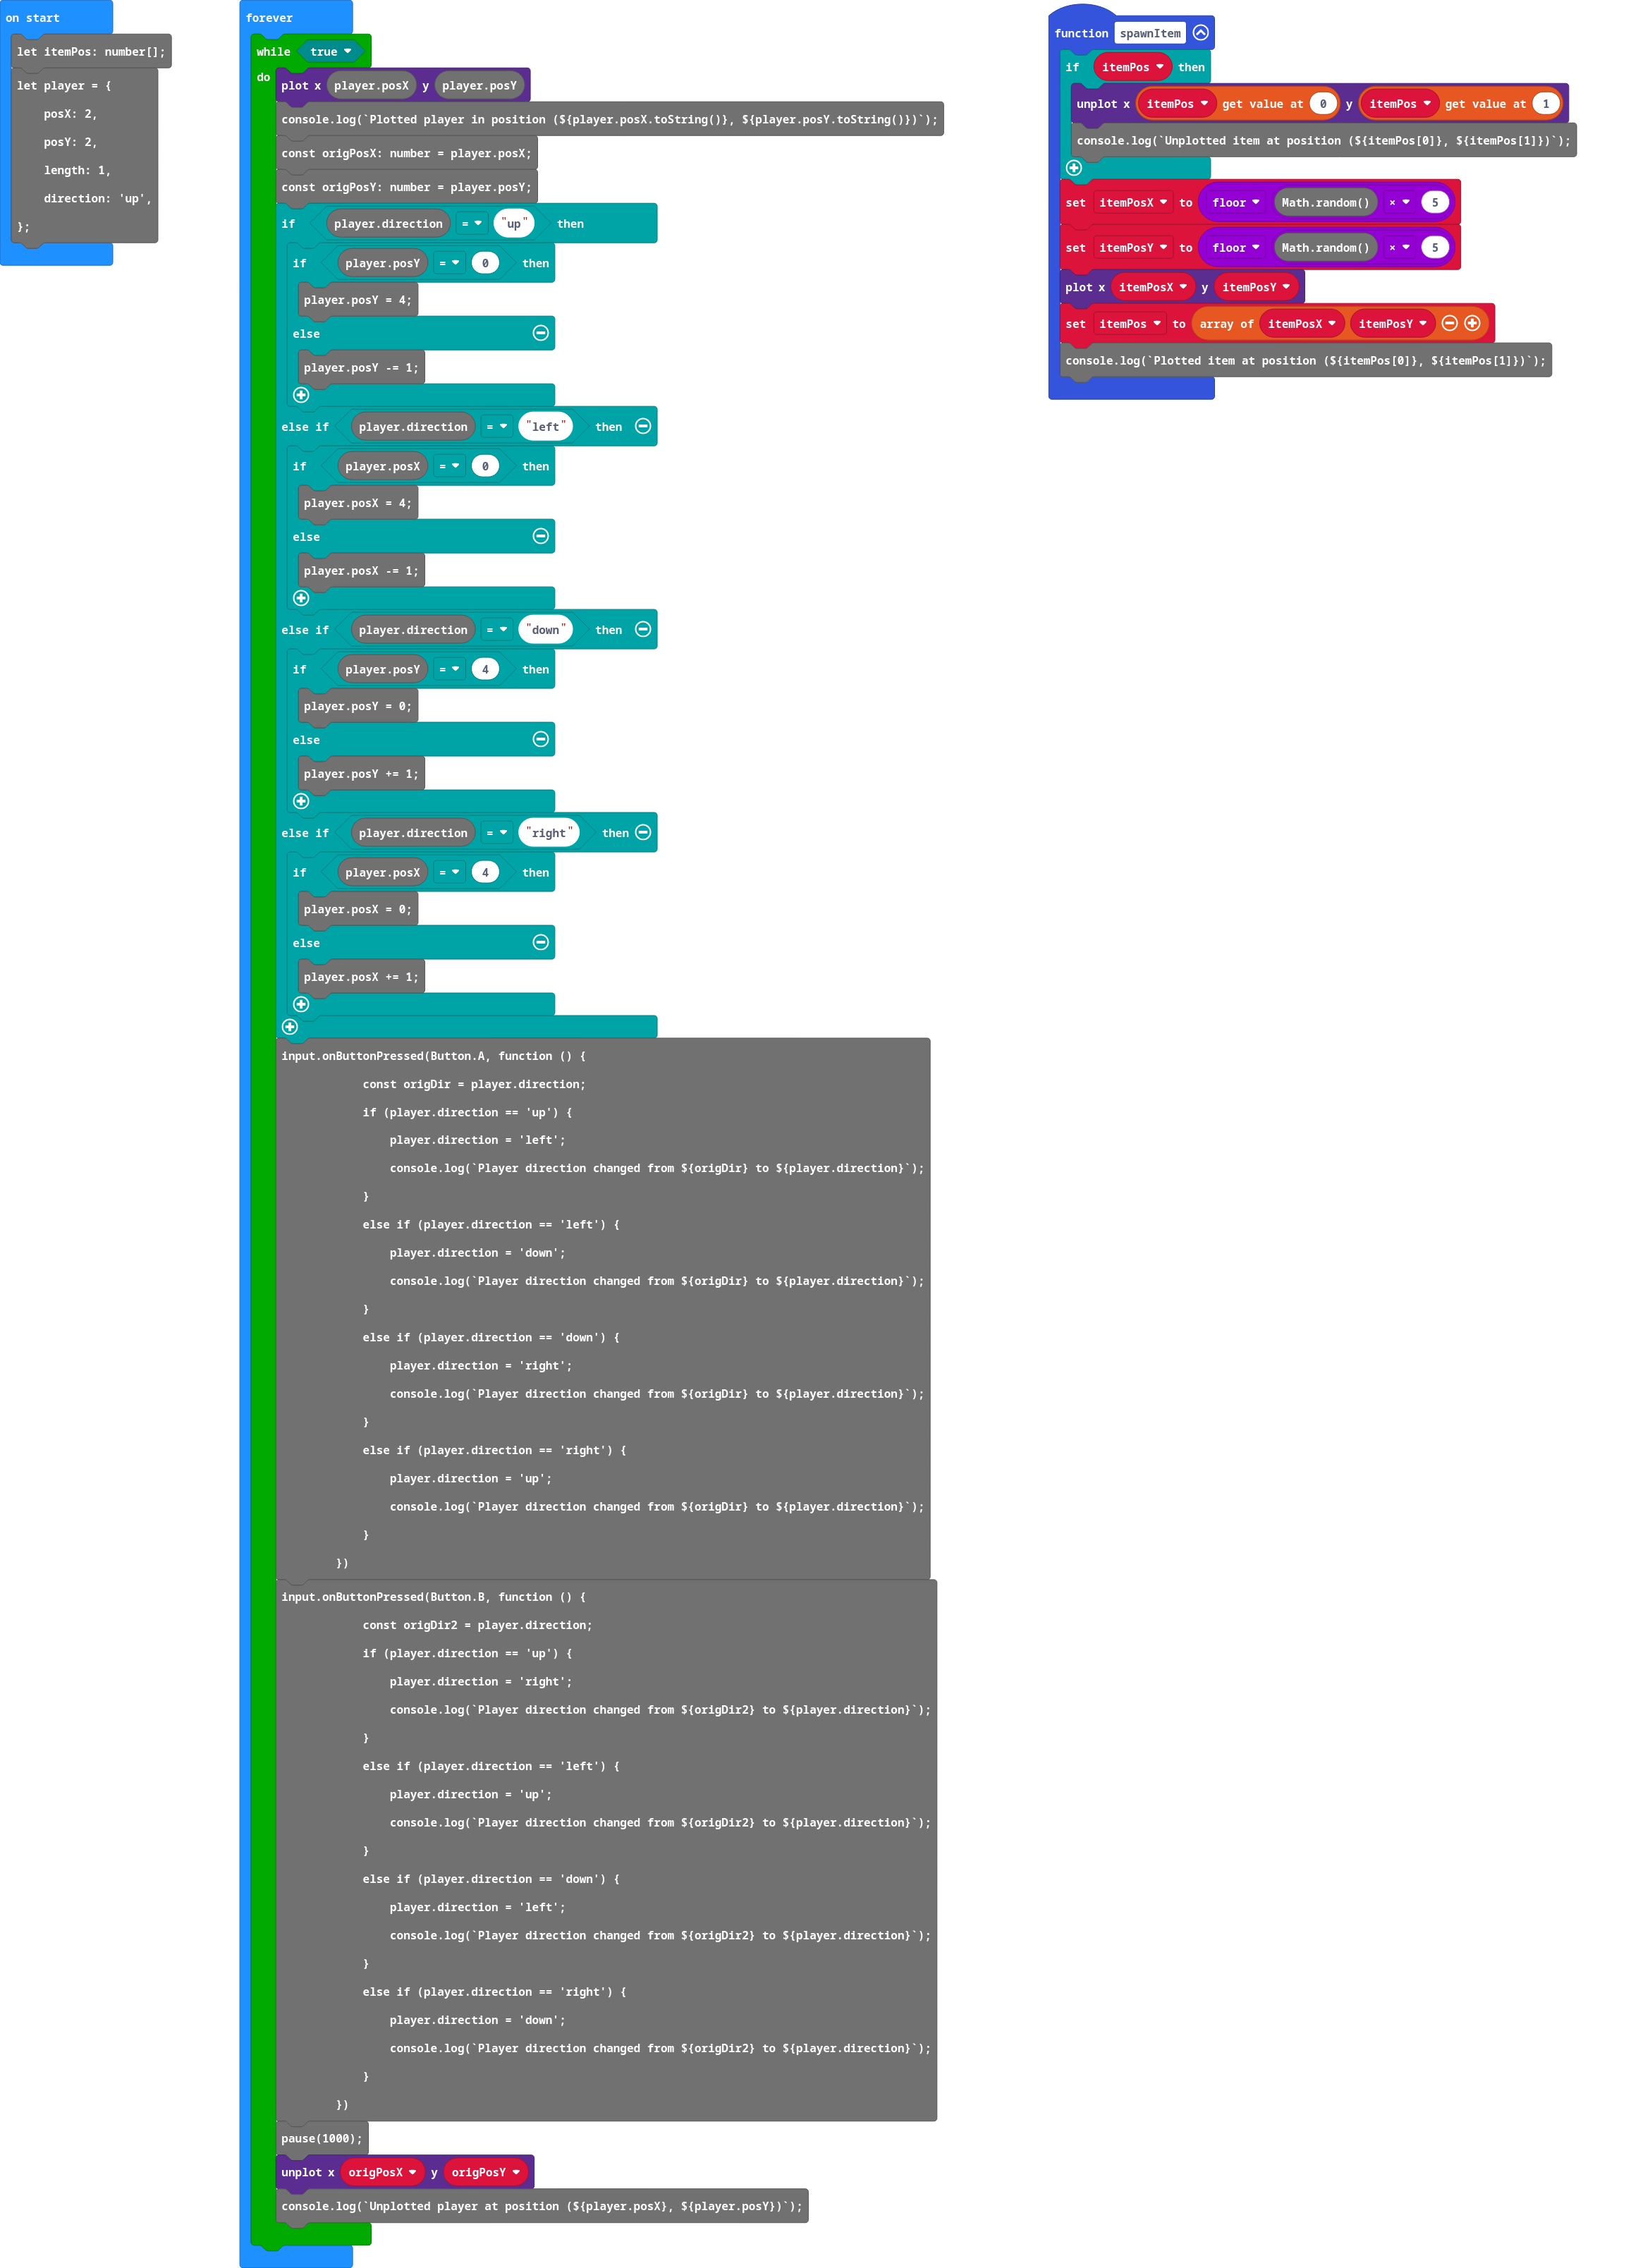 on start
let itemPos: number[];
let player = {
posX: 2,
posY: 2,
length: 1,
direction: 'up',
};
forever
while true
do
plot x player.posX y player.posY
console.log(`Plotted player in position (${player.posX.toString()}, ${player.posY.toString()})`);
const origPosX: number = player.posX;
const origPosY: number = player.posY;
if player.direction = "up" then
if player.posY = 0 then
player.posY = 4;
else
player.posY -= 1;
else if player.direction = "left" then
if player.posX = 0 then
player.posX = 4;
else
player.posX -= 1;
else if player.direction = "down" then
if player.posY = 4 then
player.posY = 0;
else
player.posY += 1;
else if player.direction = "right" then
if player.posX = 4 then
player.posX = 0;
else
player.posX += 1;
input.onButtonPressed(Button.A, function () {
const origDir = player.direction;
if (player.direction == 'up') {
player.direction = 'left';
console.log(`Player direction changed from ${origDir} to ${player.direction}`);
}
else if (player.direction == 'left') {
player.direction = 'down';
console.log(`Player direction changed from ${origDir} to ${player.direction}`);
}
else if (player.direction == 'down') {
player.direction = 'right';
console.log(`Player direction changed from ${origDir} to ${player.direction}`);
}
else if (player.direction == 'right') {
player.direction = 'up';
console.log(`Player direction changed from ${origDir} to ${player.direction}`);
}
})
input.onButtonPressed(Button.B, function () {
const origDir2 = player.direction;
if (player.direction == 'up') {
player.direction = 'right';
console.log(`Player direction changed from ${origDir2} to ${player.direction}`);
}
else if (player.direction == 'left') {
player.direction = 'up';
console.log(`Player direction changed from ${origDir2} to ${player.direction}`);
}
else if (player.direction == 'down') {
player.direction = 'left';
console.log(`Player direction changed from ${origDir2} to ${player.direction}`);
}
else if (player.direction == 'right') {
player.direction = 'down';
console.log(`Player direction changed from ${origDir2} to ${player.direction}`);
}
})
pause(1000);
unplot x origPosX y origPosY
console.log(`Unplotted player at position (${player.posX}, ${player.posY})`);
function spawnItem
if itemPos then
unplot x itemPos get value at 0 y itemPos get value at 1
console.log(`Unplotted item at position (${itemPos[0]}, ${itemPos[1]})`);
set itemPosX to floor Math.random() × 5
set itemPosY to floor Math.random() × 5
plot x itemPosX y itemPosY
set itemPos to array of itemPosX itemPosY
console.log(`Plotted item at position (${itemPos[0]}, ${itemPos[1]})`);